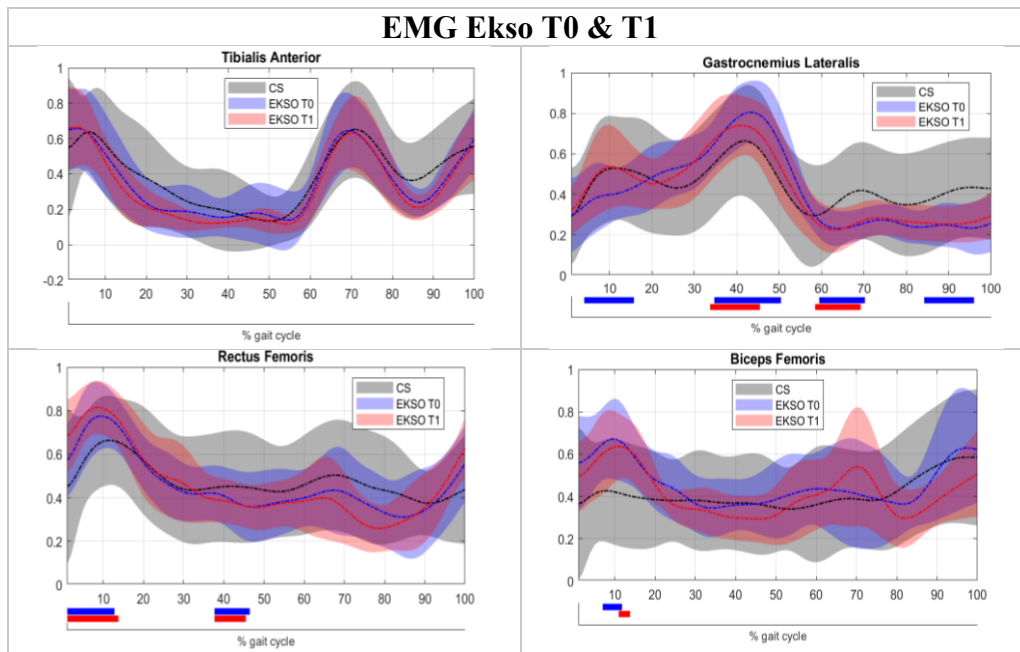 EMG Ekso T0 & T1
Tibialis Anterior
CS
EKSO T0
EKSO T1
1
0.8
0.6
0.4
0.2
0
-0.2
10 20 30 40 50 60 70 80 90 100
% gait cycle
Gastrocnemius Lateralis
CS
EKSO T0
EKSO T1
1
0.8
0.6
0.4
0.2
0
10 20 30 40 50 60 70 80 90 100
% gait cycle
Rectus Femoris
CS
EKSO T0
EKSO T1
1
0.8
0.6
0.4
0.2
0
10 20 30 40 50 60 70 80 90 100
% gait cycle
Biceps Femoris
CS
EKSO T0
EKSO T1
1
0.8
0.6
0.4
0.2
0
10 20 30 40 50 60 70 80 90 100
% gait cycle